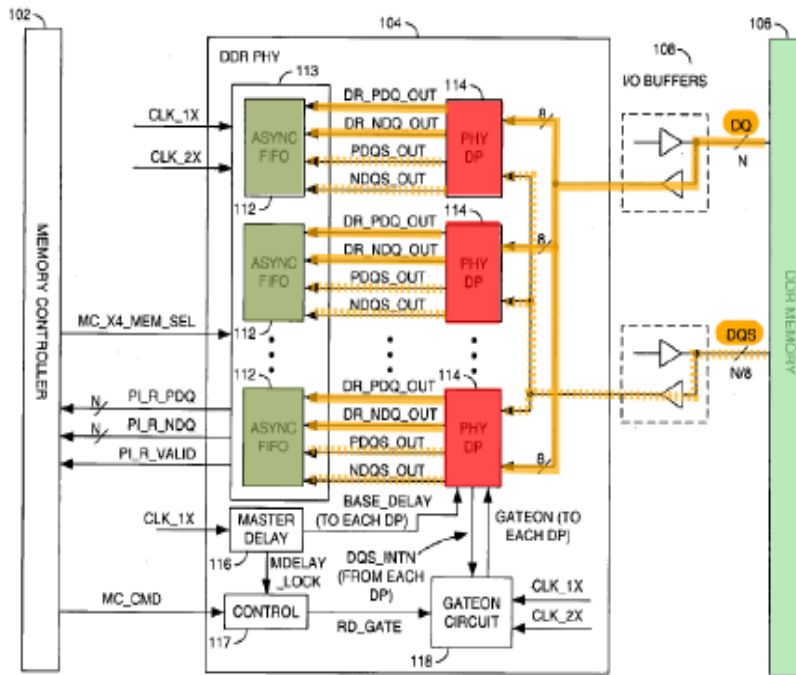 102
104
106
DDR PHY
113
108
I/O BUFFERS
CLK_1X
CLK_2X
ASYNC FIFO
112
DR_PDQ_OUT
DR_NDQ_OUT
PDQS_OUT
NDQS_OUT
114
PHY DP
8
DQ
N
MEMORY CONTROLLER
ASYNC FIFO
112
DR_PDQ_OUT
DR_NDQ_OUT
PDQS_OUT
NDQS_OUT
114
PHY DP
8
MC_X4_MEM_SEL
DQS
N/8
DDR MEMORY
112
ASYNC FIFO
DR_PDQ_OUT
DR_NDQ_OUT
PDQS_OUT
NDQS_OUT
114
PHY DP
8
N
PI_R_PDQ
N
PI_R_NDQ
PI_R_VALID
CLK_1X
MASTER DELAY
116
BASE_DELAY
(TO EACH DP)
MDELAY
_LOCK
DQS_INTN
(FROM EACH
DP)
GATEON (TO
EACH DP)
MC_CMD
CONTROL
117
RD_GATE
GATEON
CIRCUIT
118
CLK_1X
CLK_2X